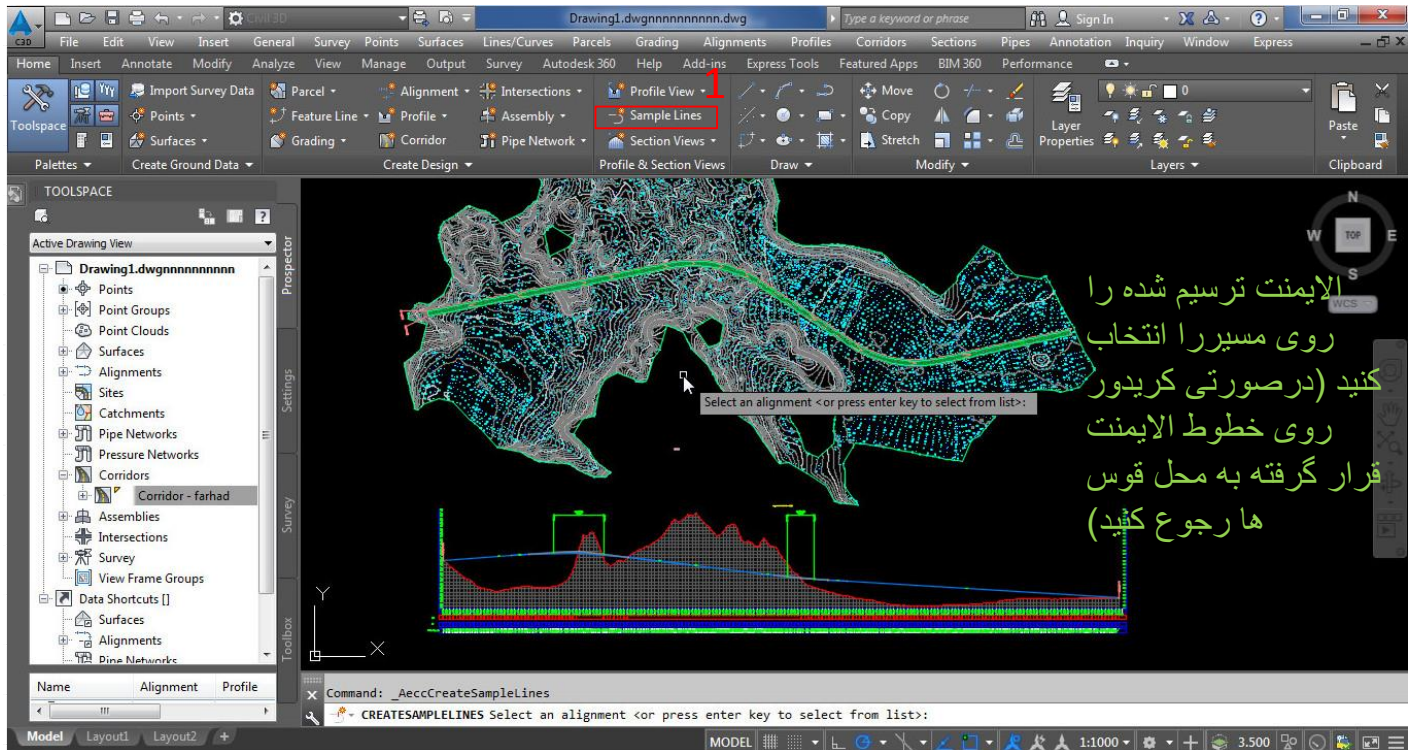 C3D
Civil 3D
Drawing1.dwgnnnnnnnnnn.dwg
Type a keyword or phrase
Sign In
File Edit View Insert General Survey Points Surfaces Lines/Curves Parcels Grading Alignments Profiles Corridors Sections Pipes Annotation Inquiry Window Express
Home Insert Annotate Modify Analyze View Manage Output Survey Autodesk 360 Help Add-ins Express Tools Featured Apps BIM 360 Performance
1
Toolspace
Import Survey Data
Points
Surfaces
Parcel
Feature Line
Grading
Alignment
Profile
Corridor
Intersections
Assembly
Pipe Network
Profile View
Sample Lines
Section Views
Move
Copy
Stretch
Layer Properties
0
Paste
Palettes
Create Ground Data
Create Design
Profile & Section Views
Draw
Modify
Layers
Clipboard
TOOLSPACE
Active Drawing View
Drawing1.dwgnnnnnnnnnn
Points
Point Groups
Point Clouds
Surfaces
Alignments
Sites
Catchments
Pipe Networks
Pressure Networks
Corridors
Corridor - farhad
Assemblies
Intersections
Survey
View Frame Groups
Data Shortcuts []
Surfaces
Alignments
Pipe Networks
Name Alignment Profile
Prospector
Settings
Survey
Toolbox
N
W TOP E
S
WCS
الایمنت ترسیم شده را
روی مسیررا انتخاب
کنید (درصورتی کریدور
روی خطوط الایمنت
قرار گرفته به محل قوس
ها رجوع کنید)
Select an alignment <or press enter key to select from list>:
Y
X
Command: _AeccCreateSampleLines
CREATESAMPLELINES Select an alignment <or press enter key to select from list>:
Model Layout1 Layout2 +
MODEL 1:1000 3.500